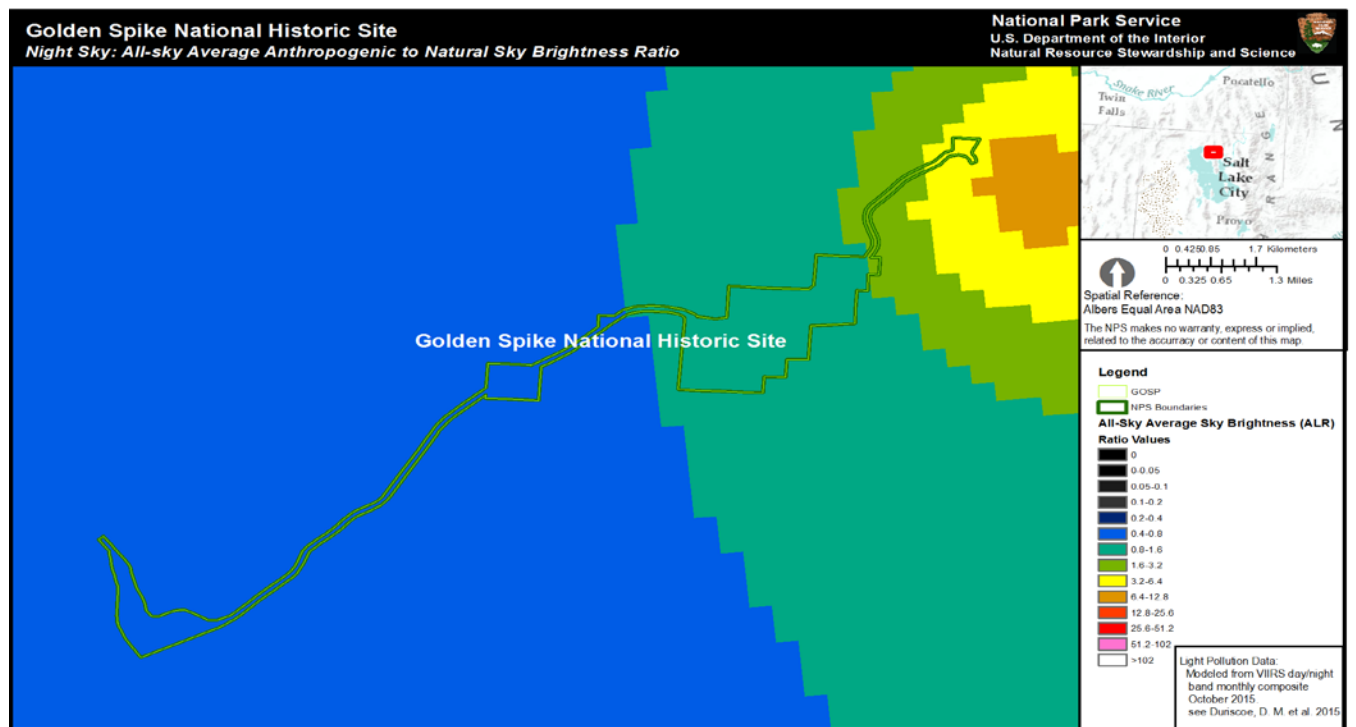 Golden Spike National Historic Site
Night Sky: All-sky Average Anthropogenic to Natural Sky Brightness Ratio
National Park Service
U.S. Department of the Interior
Natural Resource Stewardship and Science
Golden Spike National Historic Site
Snake River
Pocatello
Twin
Falls
Salt
Lake
City
Provo
R A N G E
U
N
0 0.425 0.85 1.7 Kilometers
0 0.325 0.65 1.3 Miles
Spatial Reference:
Albers Equal Area NAD83
The NPS makes no warranty, express or implied,
related to the accurracy or content of this map.
Legend
GOSP
NPS Boundaries
All-Sky Average Sky Brightness (ALR)
Ratio Values
0
0-0.05
0.05-0.1
0.1-0.2
0.2-0.4
0.4-0.8
0.8-1.6
1.6-3.2
3.2-6.4
6.4-12.8
12.8-25.6
25.6-51.2
51.2-102
>102
Light Pollution Data:
Modeled from VIIRS day/night
band monthly composite
October 2015.
see Duriscoe, D. M. et al. 2015